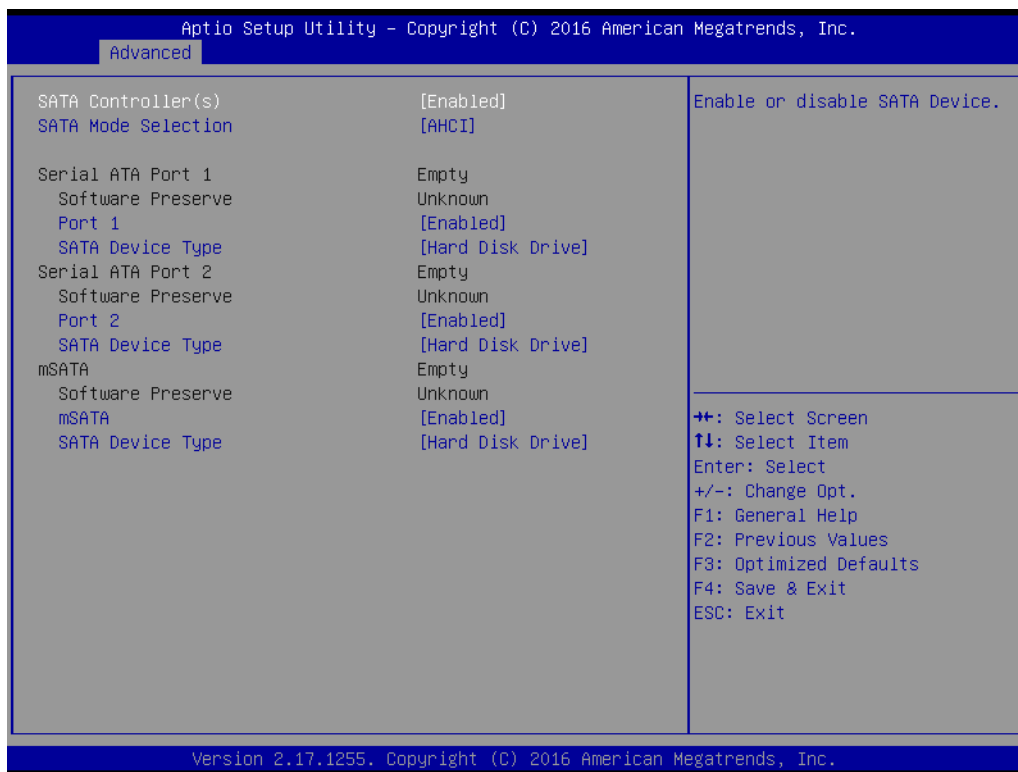 Aptio Setup Utility – Copyright (C) 2016 American Megatrends, Inc.
Advanced
SATA Controller(s) [Enabled]
SATA Mode Selection [AHCI]
Serial ATA Port 1 Empty
Software Preserve Unknown
Port 1 [Enabled]
SATA Device Type [Hard Disk Drive]
Serial ATA Port 2 Empty
Software Preserve Unknown
Port 2 [Enabled]
SATA Device Type [Hard Disk Drive]
mSATA Empty
Software Preserve Unknown
mSATA [Enabled]
SATA Device Type [Hard Disk Drive]
Enable or disable SATA Device.
→←: Select Screen
↑↓: Select Item
Enter: Select
+/-: Change Opt.
F1: General Help
F2: Previous Values
F3: Optimized Defaults
F4: Save & Exit
ESC: Exit
Version 2.17.1255. Copyright (C) 2016 American Megatrends, Inc.